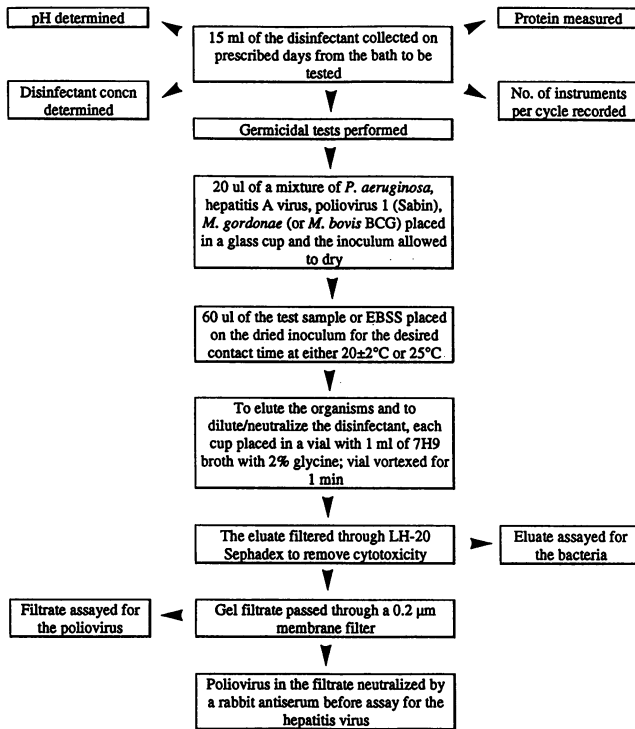 pH determined
Protein measured
15 ml of the disinfectant collected on
prescribed days from the bath to be
tested
Disinfectant concn
determined
No. of instruments
per cycle recorded
Germicidal tests performed
20 ul of a mixture of P. aeruginosa,
hepatitis A virus, poliovirus 1 (Sabin),
M. gordonae (or M. bovis BCG) placed
in a glass cup and the inoculum allowed
to dry
60 ul of the test sample or EBSS placed
on the dried inoculum for the desired
contact time at either 20±2°C or 25°C
To elute the organisms and to
dilute/neutralize the disinfectant, each
cup placed in a vial with 1 ml of 7H9
broth with 2% glycine; vial vortexed for
1 min
The eluate filtered through LH-20
Sephadex to remove cytotoxicity
Eluate assayed for
the bacteria
Filtrate assayed for
the poliovirus
Gel filtrate passed through a 0.2 µm
membrane filter
Poliovirus in the filtrate neutralized by
a rabbit antiserum before assay for the
hepatitis virus